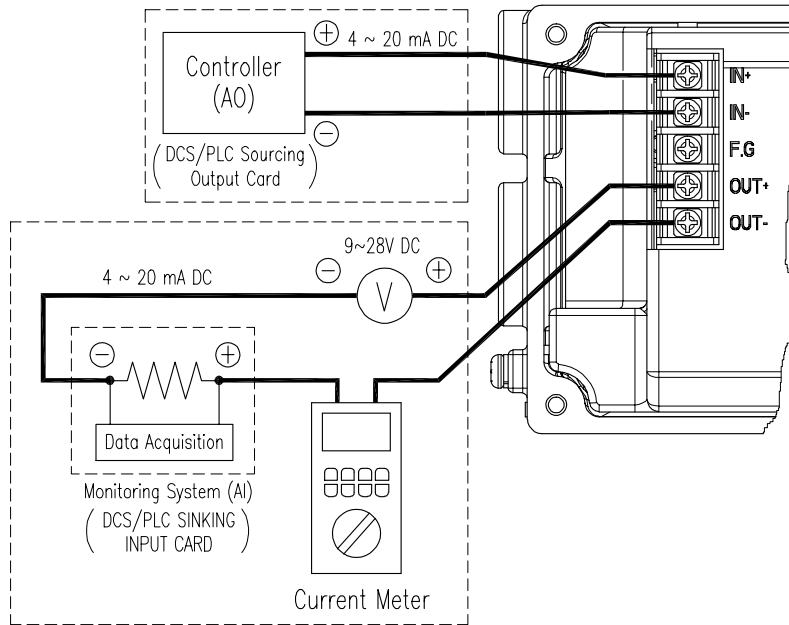 ⊕ 4 ~ 20 mA DC
Controller
(AO)
⊖
(DCS/PLC Sourcing
Output Card)
IN+
IN-
F.G
OUT+
OUT-
9~28V DC
⊖ V ⊕
4 ~ 20 mA DC
⊖ ⊕
Data Acquisition
Monitoring System (AI)
(DCS/PLC SINKING
INPUT CARD)
Current Meter